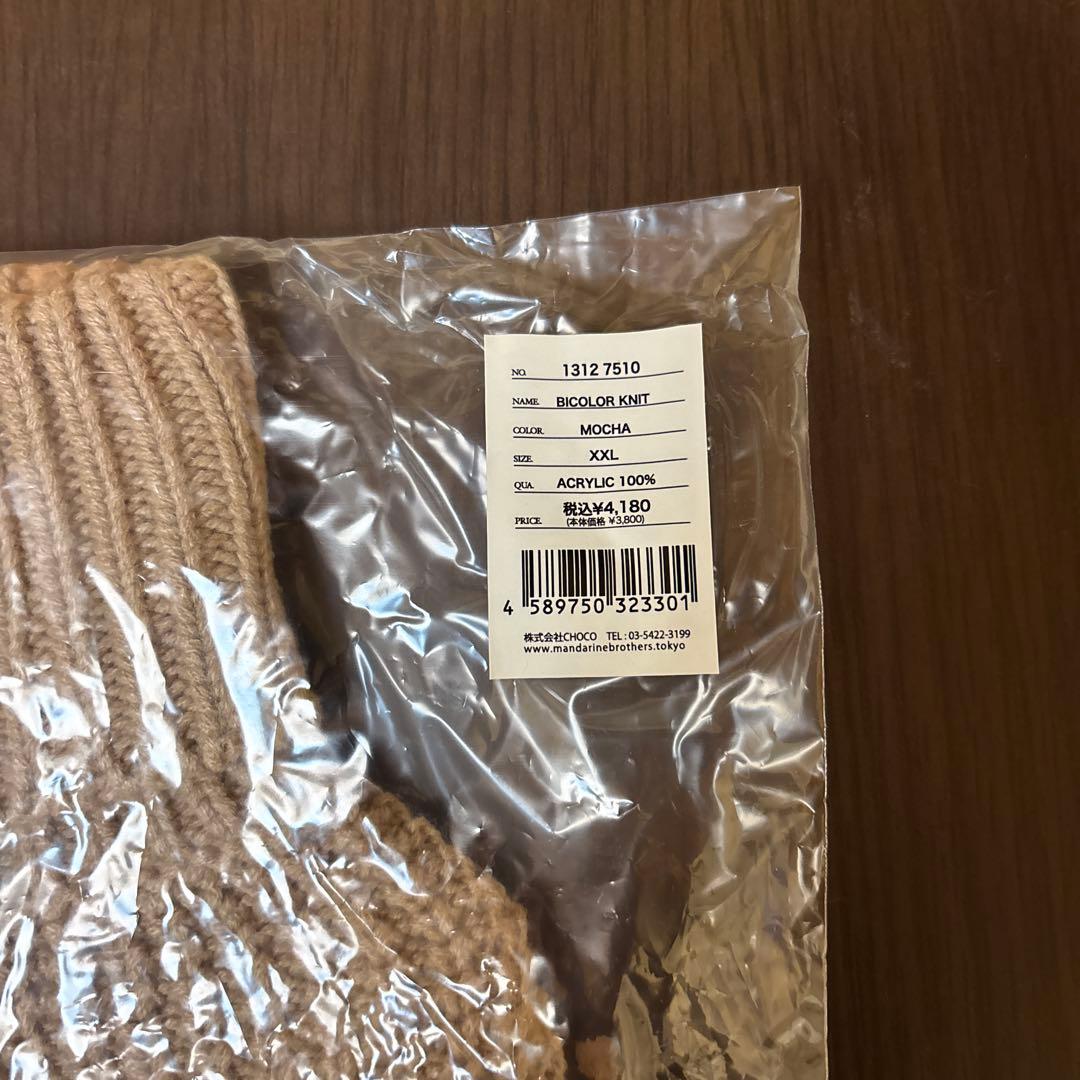 NO. 1312 7510
NAME. BICOLOR KNIT
COLOR. MOCHA
SIZE. XXL
QUA. ACRYLIC 100%
税込¥4,180
PRICE. (本体価格 ¥3,800)
4 589750 323301
株式会社CHOCO TEL : 03-5422-3199
www.mandarinebrothers.tokyo